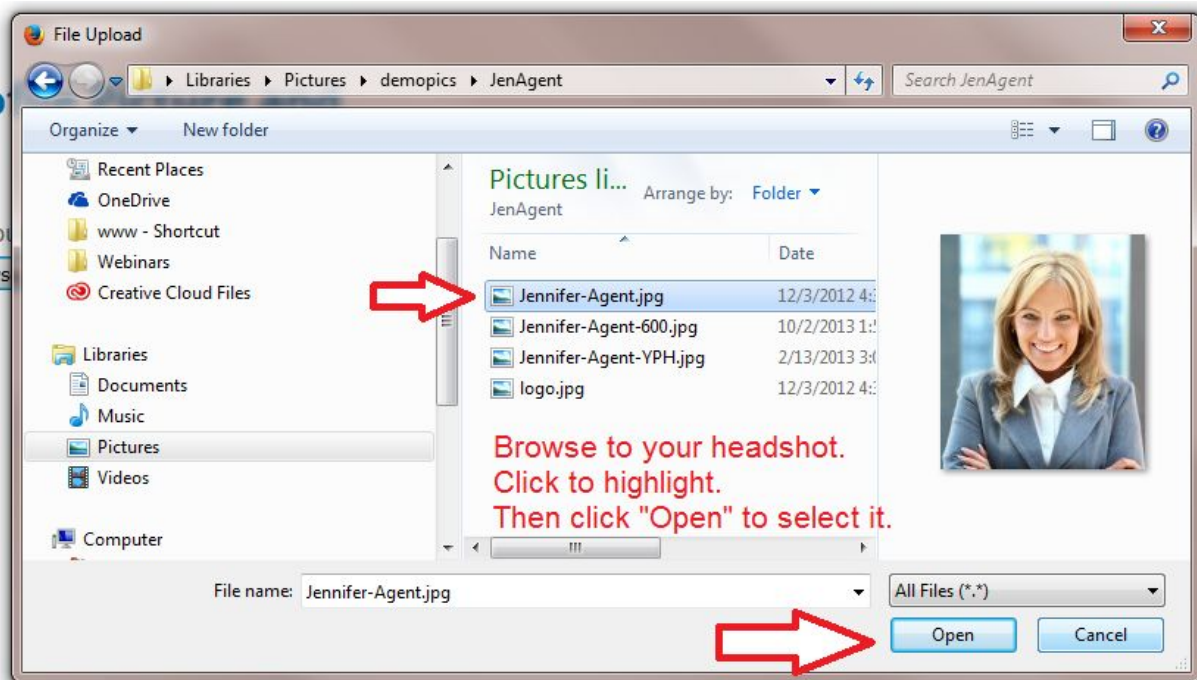 File Upload
Libraries ▸ Pictures ▸ demopics ▸ JenAgent
Search JenAgent
Organize
New folder
Recent Places
OneDrive
www - Shortcut
Webinars
Creative Cloud Files
Libraries
Documents
Music
Pictures
Videos
Computer
Pictures li...
JenAgent
Arrange by: Folder
Name Date
Jennifer-Agent.jpg 12/3/2012 4:
Jennifer-Agent-600.jpg 10/2/2013 1:
Jennifer-Agent-YPH.jpg 2/13/2013 3:
logo.jpg 12/3/2012 4:
Browse to your headshot.
Click to highlight.
Then click "Open" to select it.
File name: Jennifer-Agent.jpg
All Files (*.*)
Open Cancel